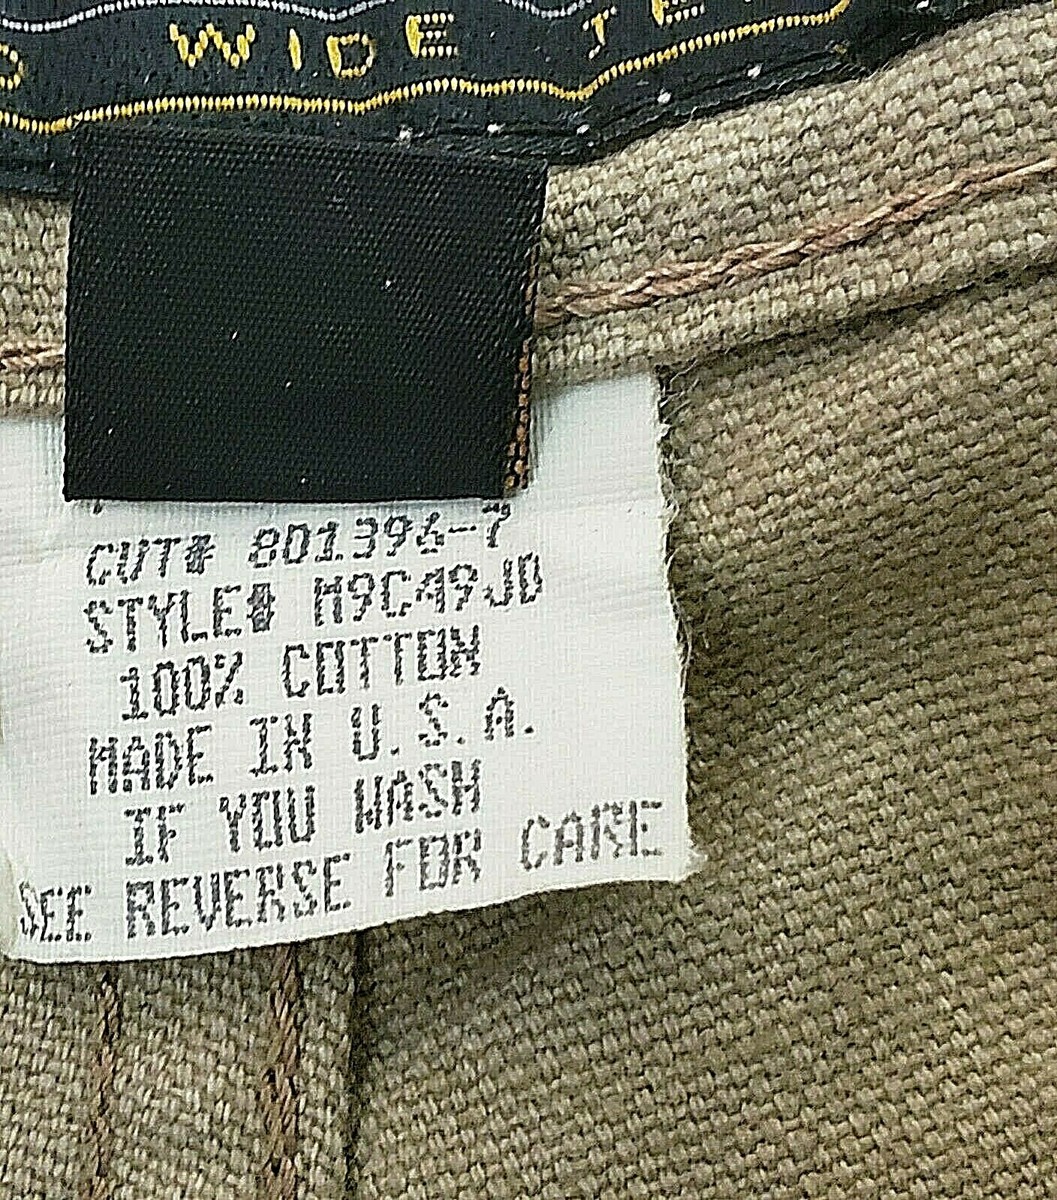 WIDE
CUT# 801396-7
STYLE# M9C49JD
100% COTTON
MADE IN U.S.A.
IF YOU WASH
SEE REVERSE FOR CARE